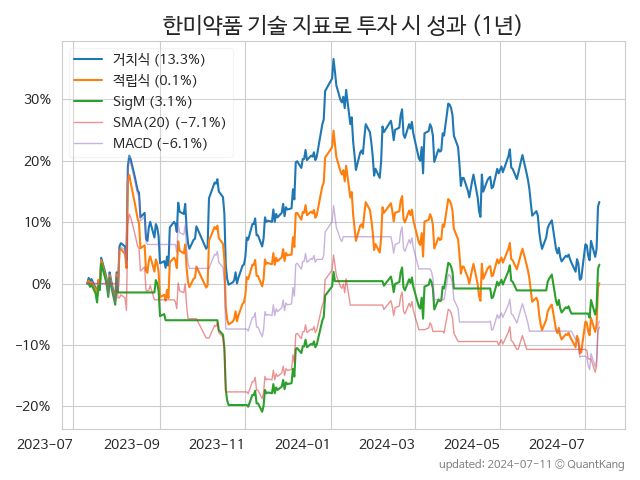 한미약품 기술 지표로 투자 시 성과 (1년)
거치식 (13.3%)
적립식 (0.1%)
SigM (3.1%)
SMA(20) (−7.1%)
MACD (−6.1%)
30%
20%
10%
0%
−10%
−20%
2023-07 2023-09 2023-11 2024-01 2024-03 2024-05 2024-07
updated: 2024-07-11 ⓒ QuantKang